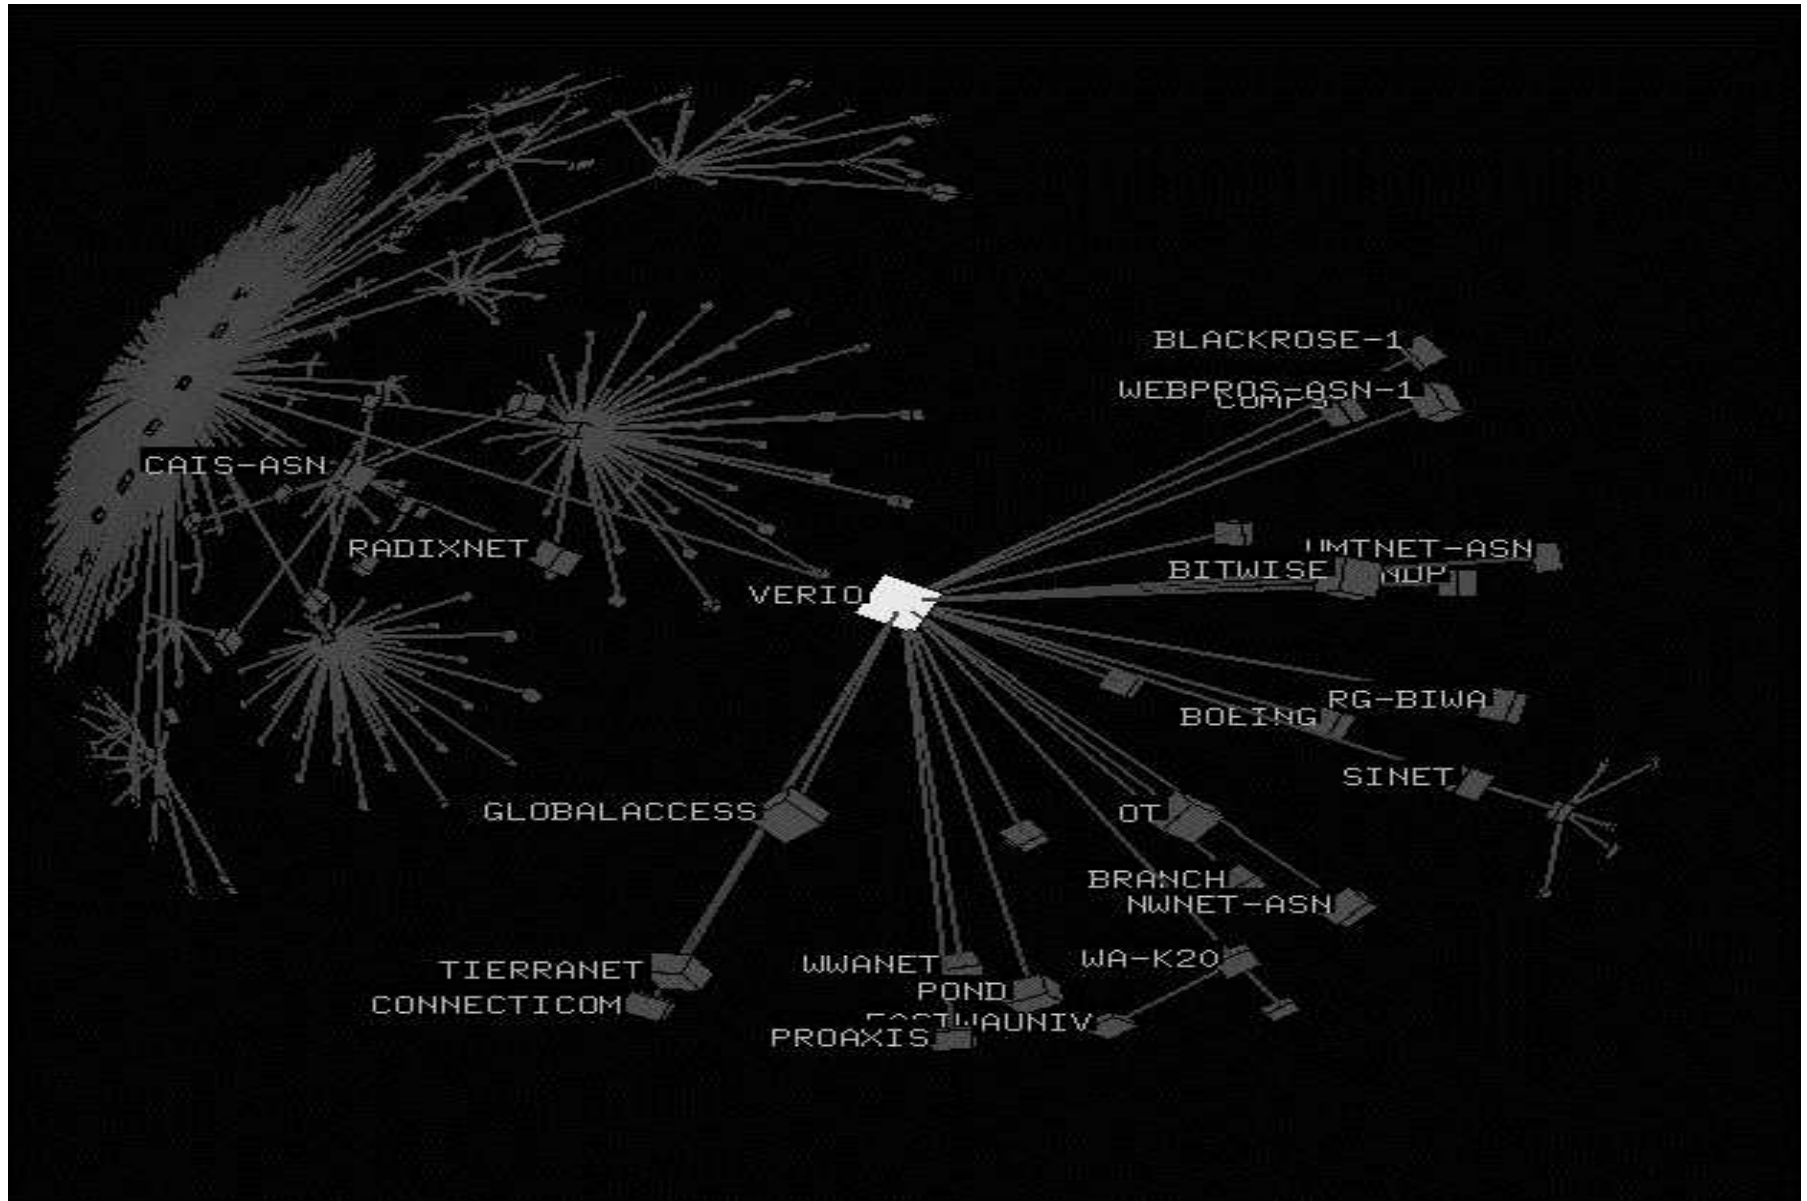 BLACKROSE-1
WEBPROS-ASN-1
CAIS-ASN
RADIXNET
BITWISE
VERIO
RG-BIWA
BOEING
SINET
GLOBALACCESS
OT
BRANCH
NWNET-ASN
WA-K20
WWANET
TIERRANET
POND
CONNECTICOM
PROAXIS